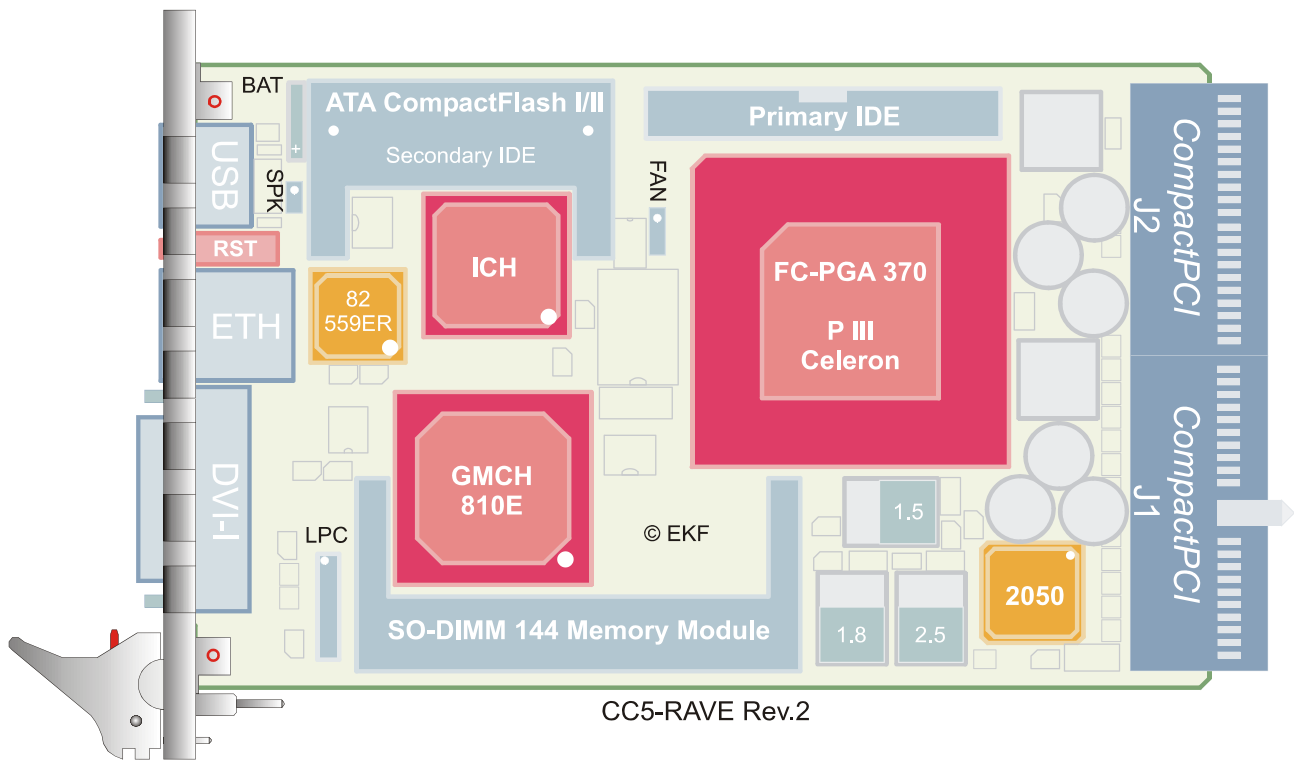 BAT
ATA CompactFlash I/II
Secondary IDE
Primary IDE
USB
SPK
FAN
RST
ICH
82
559ER
ETH
FC-PGA 370
P III
Celeron
J2
CompactPCI
GMCH
810E
DVI-I
LPC
© EKF
1.5
J1
CompactPCI
2050
SO-DIMM 144 Memory Module
1.8
2.5
CC5-RAVE Rev.2
+